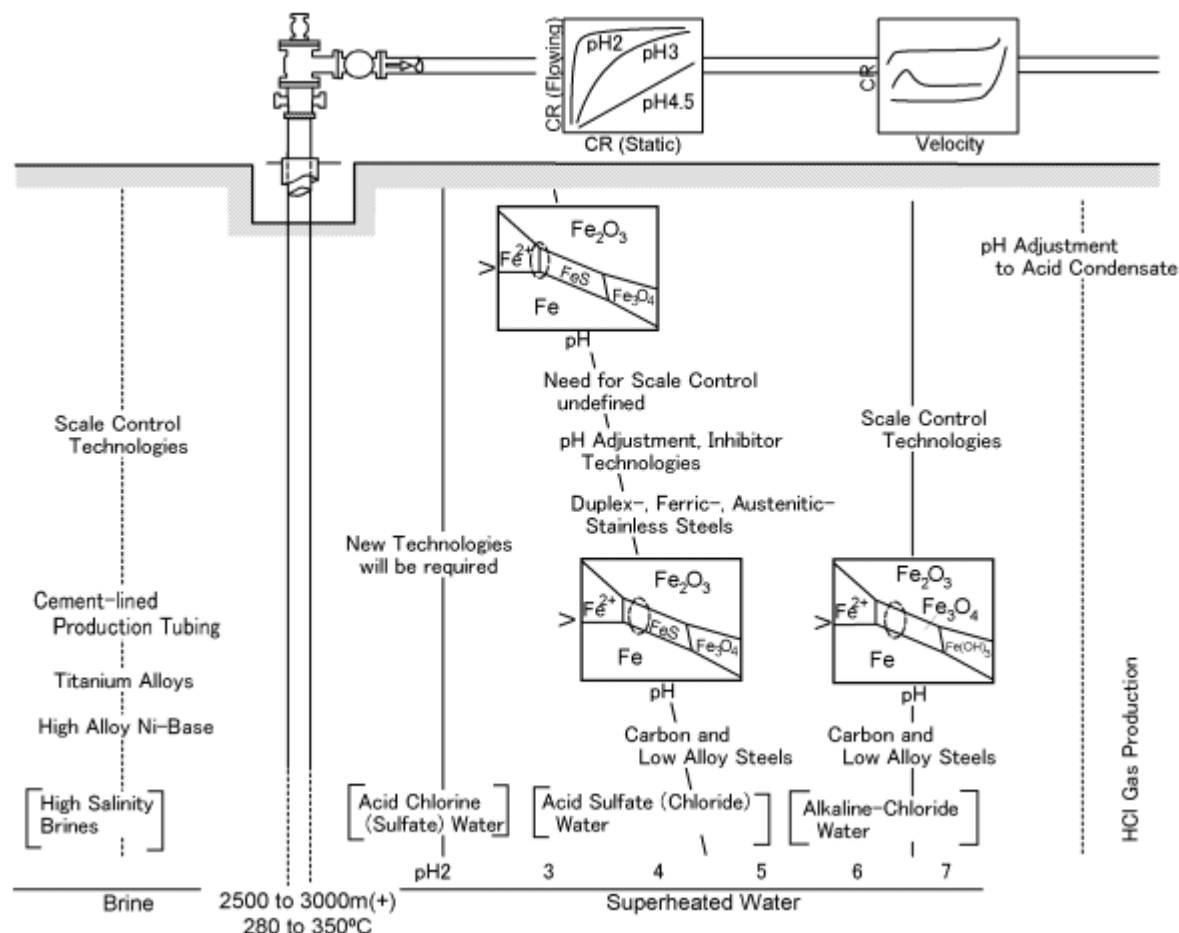 CR (Flowing)
pH2
pH3
pH4.5
CR (Static)
CR
Velocity
Fe₂O₃
Fe²⁺
FeS
Fe₃O₄
Fe
V
pH
pH Adjustment
to Acid Condensate
Need for Scale Control
undefined
Scale Control
Technologies
pH Adjustment, Inhibitor
Technologies
Scale Control
Technologies
Duplex-, Ferric-, Austenitic-
Stainless Steels
New Technologies
will be required
Cement-lined
Production Tubing
Titanium Alloys
High Alloy Ni-Base
Fe₂O₃
Fe²⁺
FeS
Fe₃O₄
Fe
V
pH
Fe₂O₃
Fe²⁺
Fe₃O₄
Fe(OH)₃
Fe
V
pH
Carbon and
Low Alloy Steels
Carbon and
Low Alloy Steels
HCl Gas Production
High Salinity
Brines
Acid Chlorine
(Sulfate) Water
Acid Sulfate (Chloride)
Water
Alkaline-Chloride
Water
pH2 3 4 5 6 7
Brine
2500 to 3000m(+)
280 to 350ºC
Superheated Water